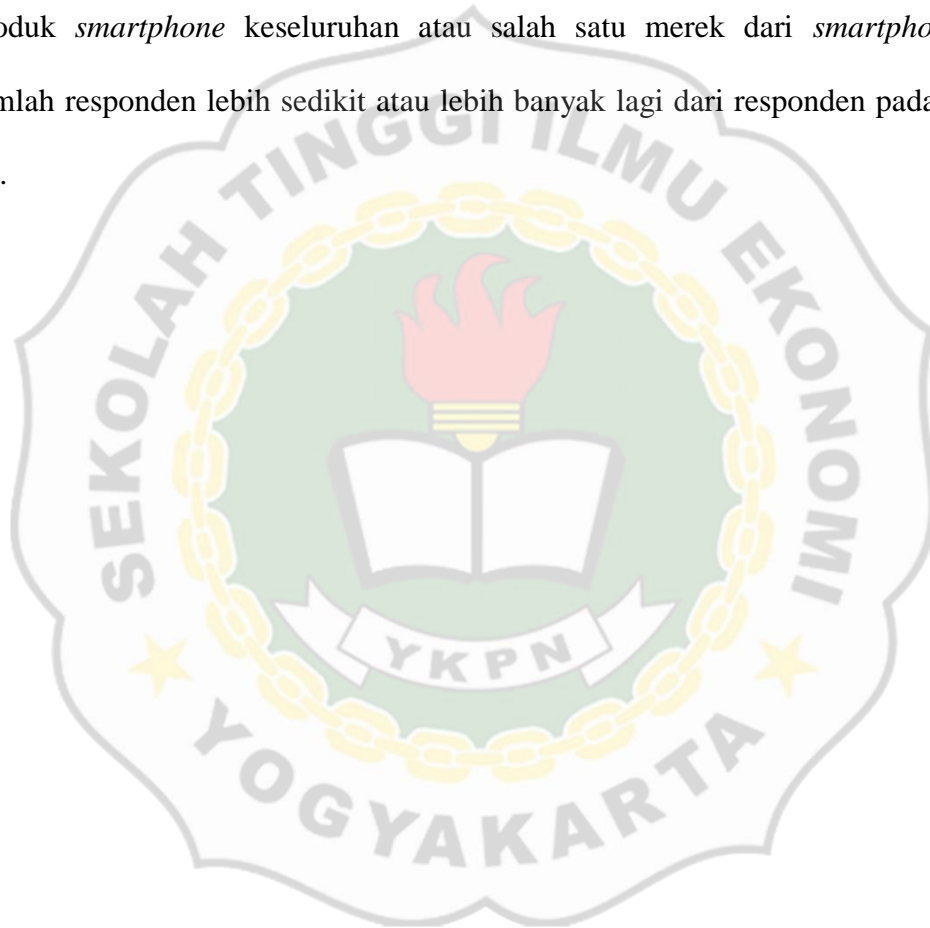 oduk smartphone keseluruhan atau salah satu merek dari smartpho
mlah responden lebih sedikit atau lebih banyak lagi dari responden pada
.
SEKOLAH TINGGI ILMU EKONOMI
YKPN
YOGYAKARTA